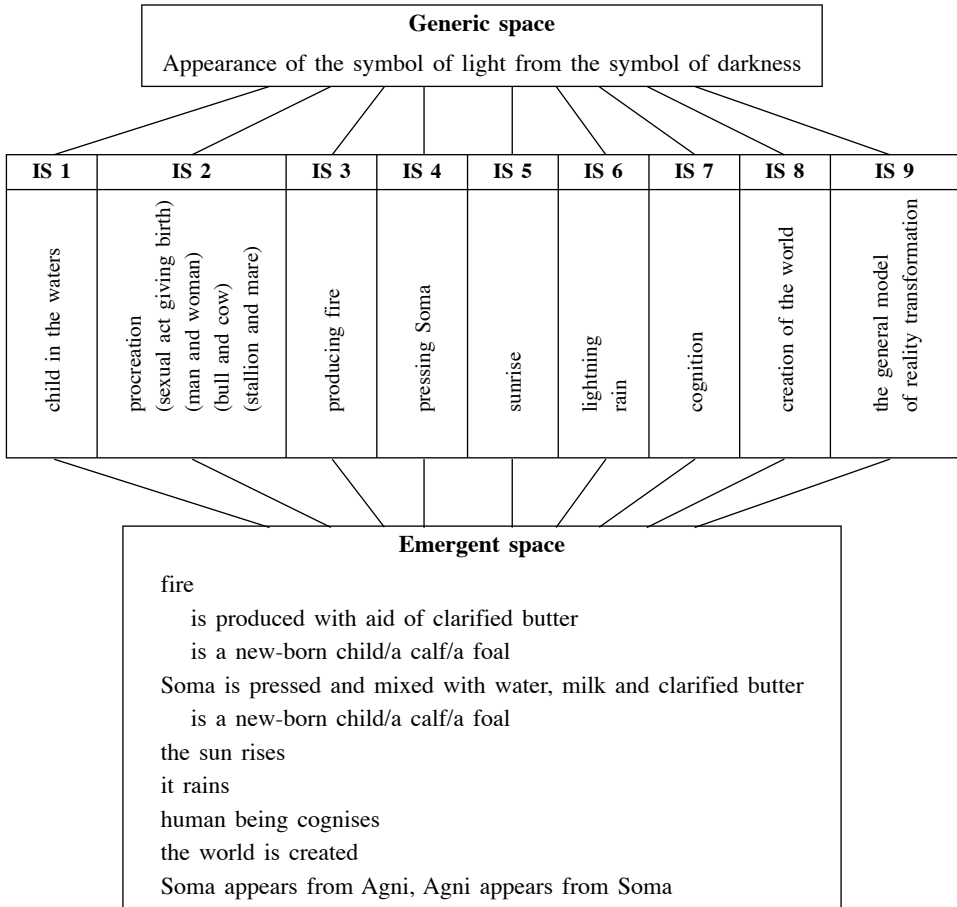 Generic space
Appearance of the symbol of light from the symbol of darkness
IS 1
IS 2
IS 3
IS 4
IS 5
IS 6
IS 7
IS 8
IS 9
child in the waters
procreation
(sexual act giving birth)
(man and woman)
(bull and cow)
(stallion and mare)
producing fire
pressing Soma
sunrise
lightning
rain
cognition
creation of the world
the general model
of reality transformation
Emergent space
fire
is produced with aid of clarified butter
is a new-born child/a calf/a foal
Soma is pressed and mixed with water, milk and clarified butter
is a new-born child/a calf/a foal
the sun rises
it rains
human being cognises
the world is created
Soma appears from Agni, Agni appears from Soma